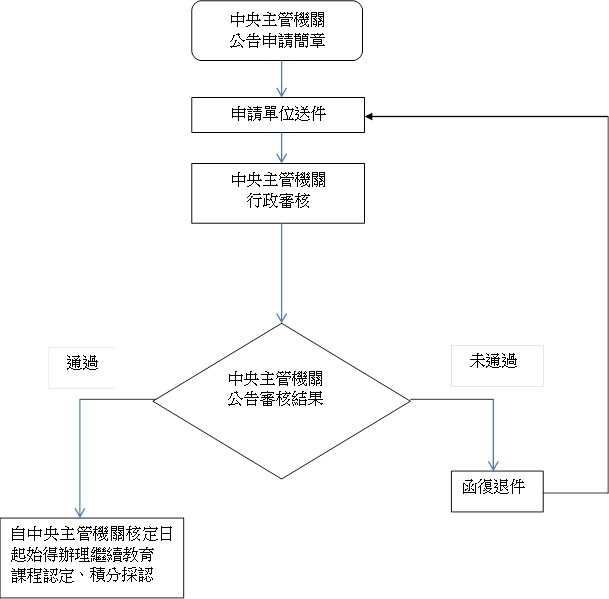 中央主管機關
公告申請簡章
申請單位送件
中央主管機關
行政審核
通過
未通過
中央主管機關
公告審核結果
函復退件
自中央主管機關核定日
起始得辦理繼續教育
課程認定、積分採認